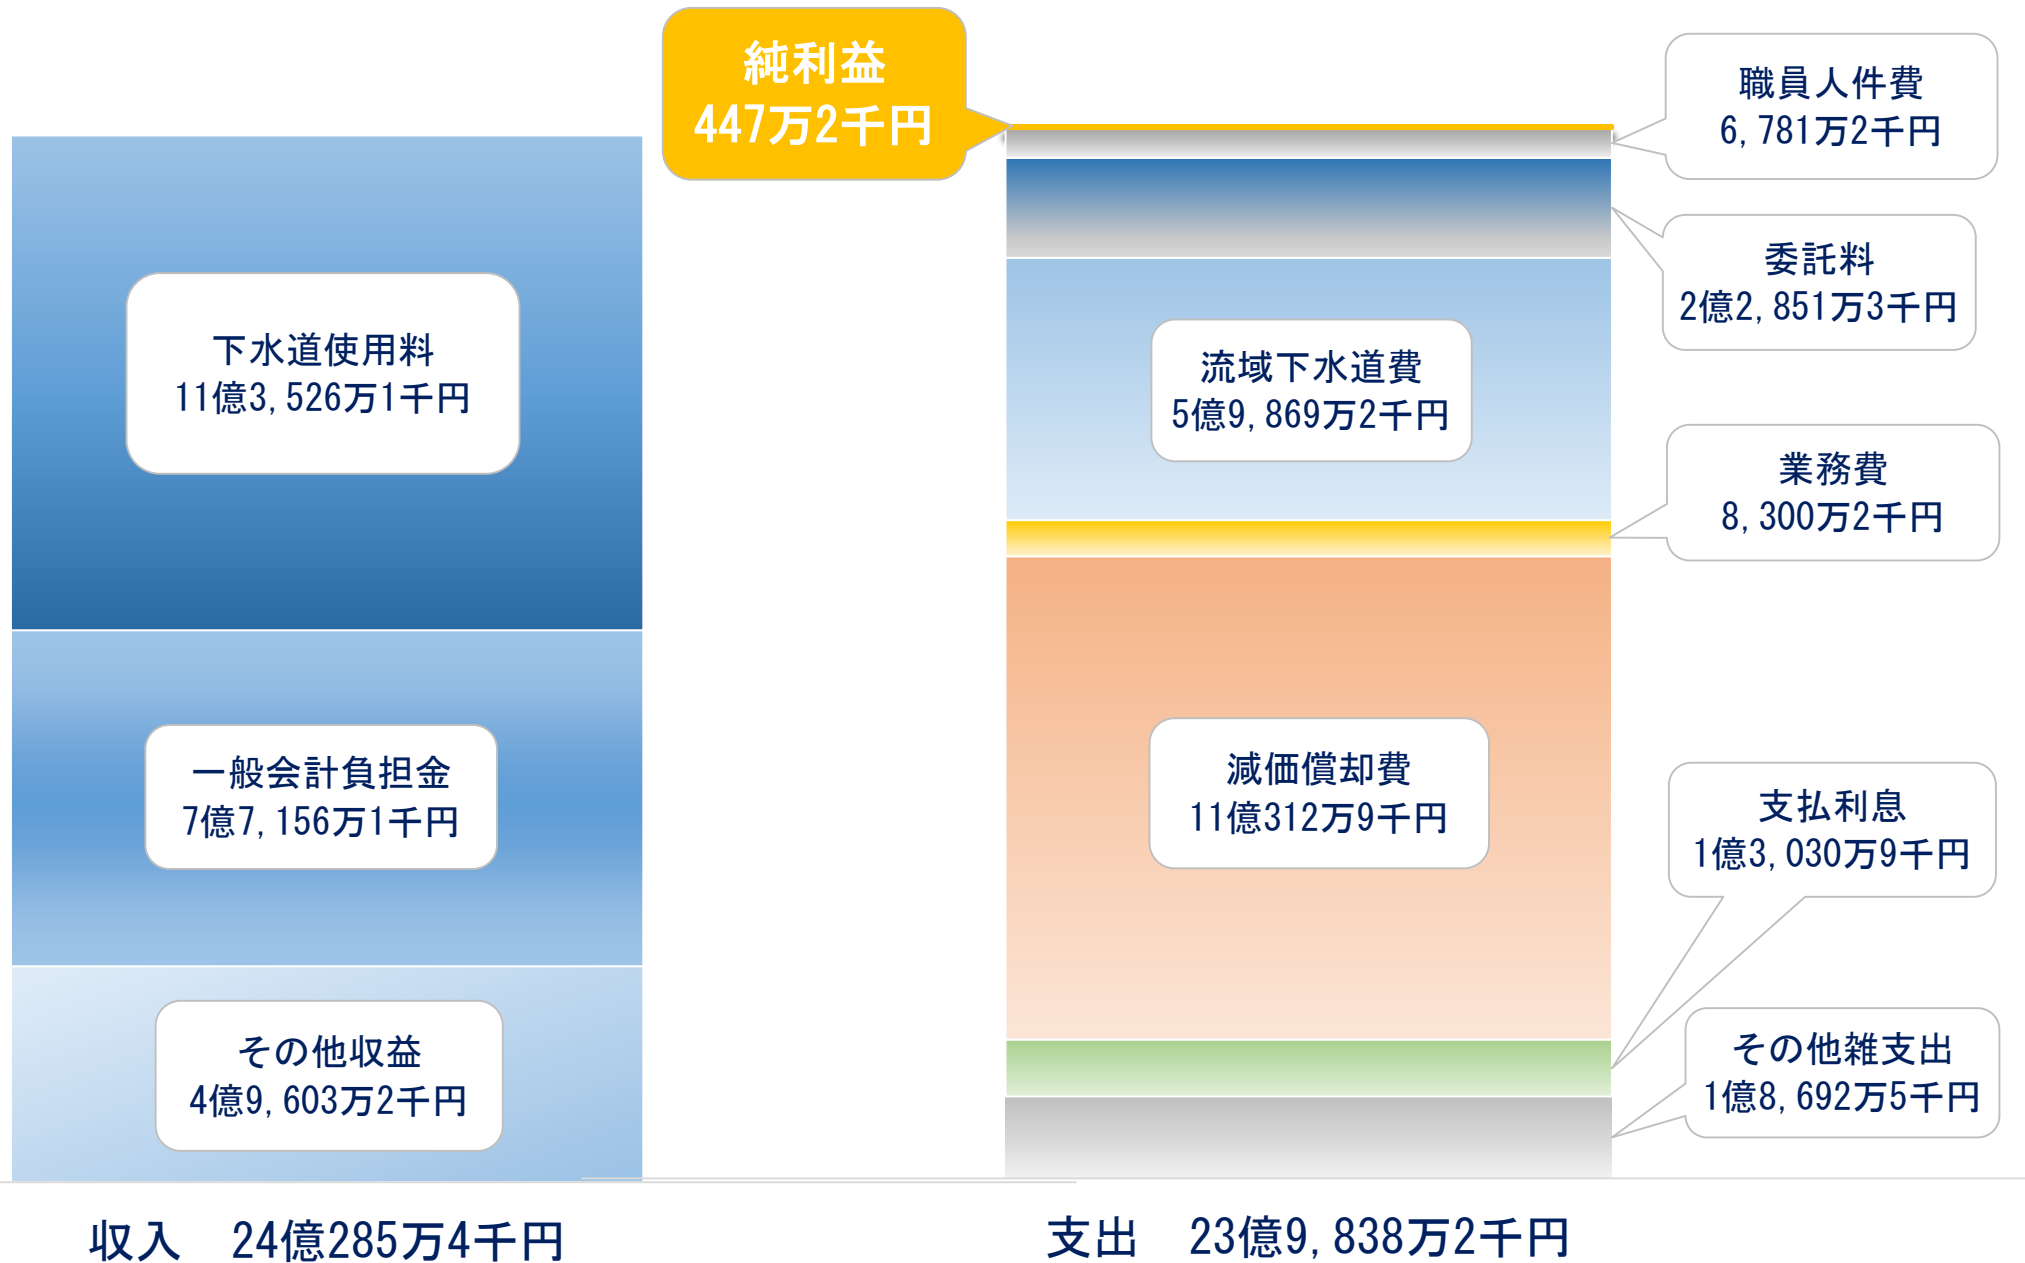 純利益
447万2千円
職員人件費
6,781万2千円
委託料
2億2,851万3千円
下水道使用料
11億3,526万1千円
流域下水道費
5億9,869万2千円
業務費
8,300万2千円
一般会計負担金
7億7,156万1千円
減価償却費
11億312万9千円
支払利息
1億3,030万9千円
その他収益
4億9,603万2千円
その他雑支出
1億8,692万5千円
収入　24億285万4千円
支出　23億9,838万2千円